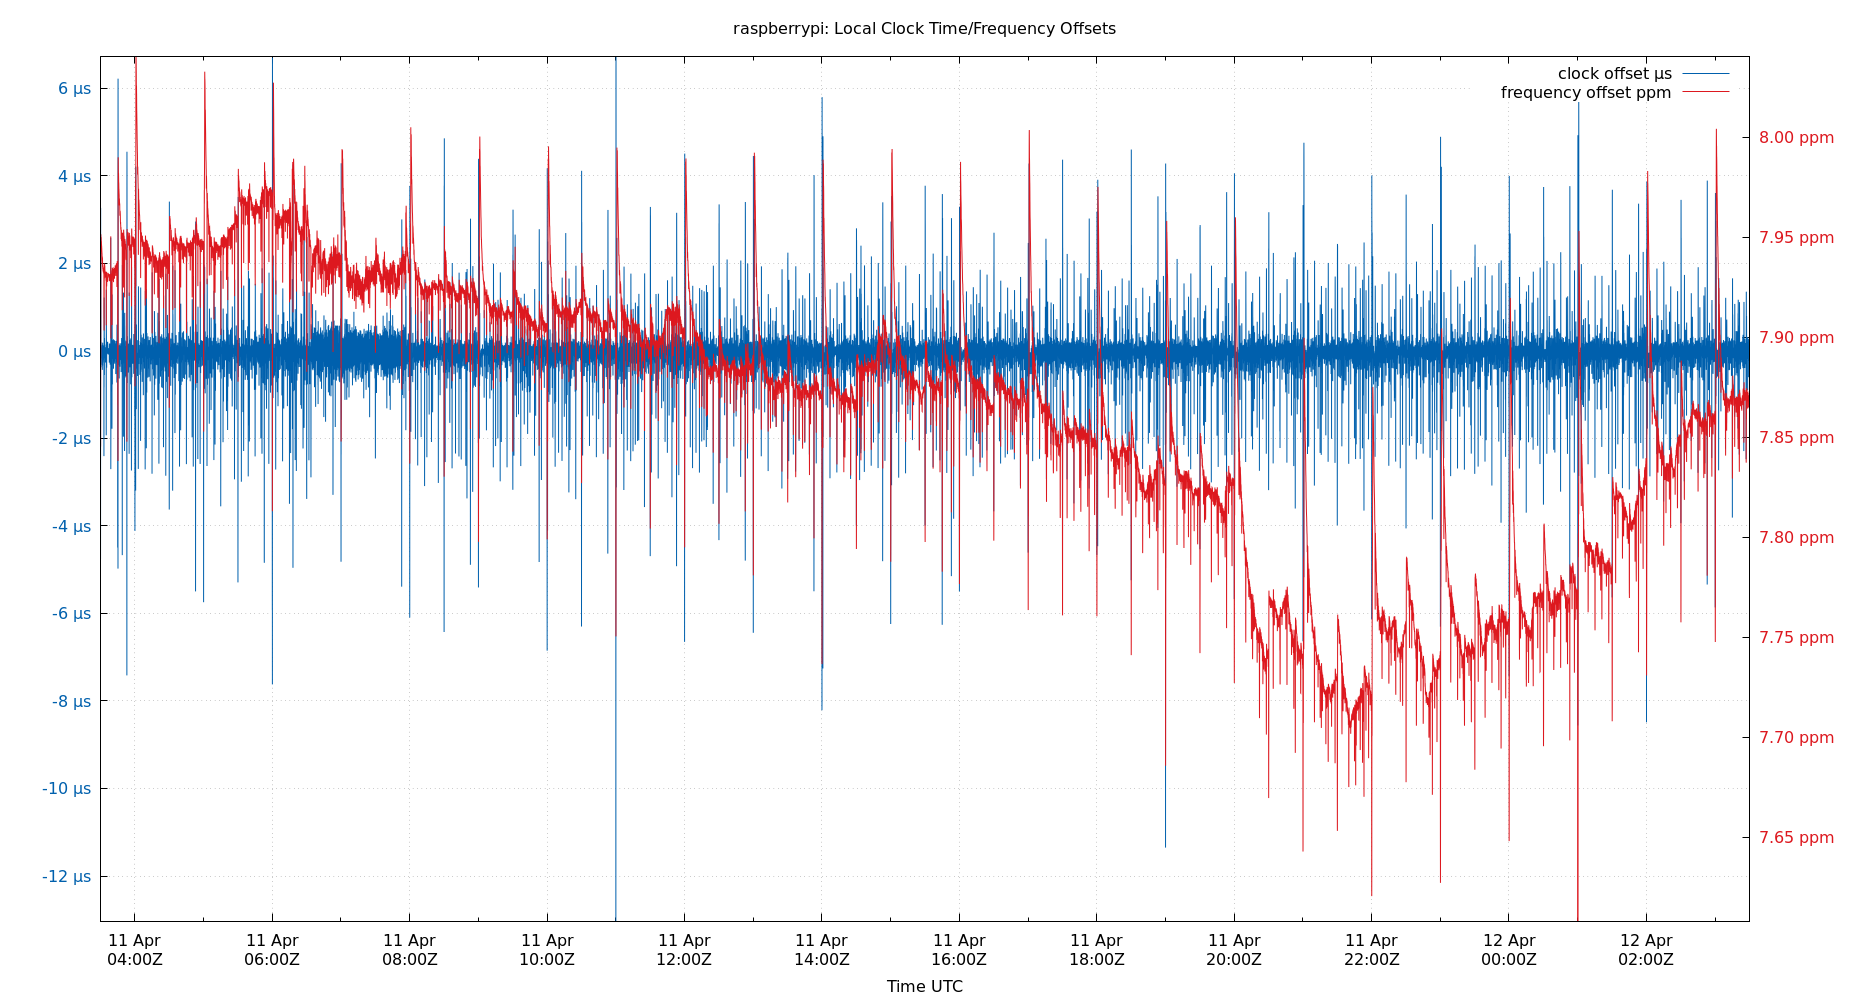 raspberrypi: Local Clock Time/Frequency Offsets
clock offset µs
frequency offset ppm
6 µs
4 µs
2 µs
0 µs
-2 µs
-4 µs
-6 µs
-8 µs
-10 µs
-12 µs
8.00 ppm
7.95 ppm
7.90 ppm
7.85 ppm
7.80 ppm
7.75 ppm
7.70 ppm
7.65 ppm
11 Apr 11 Apr 11 Apr 11 Apr 11 Apr 11 Apr 11 Apr 11 Apr 11 Apr 11 Apr 12 Apr 12 Apr
04:00Z 06:00Z 08:00Z 10:00Z 12:00Z 14:00Z 16:00Z 18:00Z 20:00Z 22:00Z 00:00Z 02:00Z
Time UTC